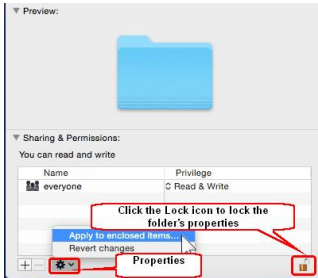 Preview:
Sharing & Permissions:
You can read and write
Name Privilege
everyone Read & Write
Click the Lock icon to lock the
folder's properties
Apply to enclosed items...
Revert changes
Properties